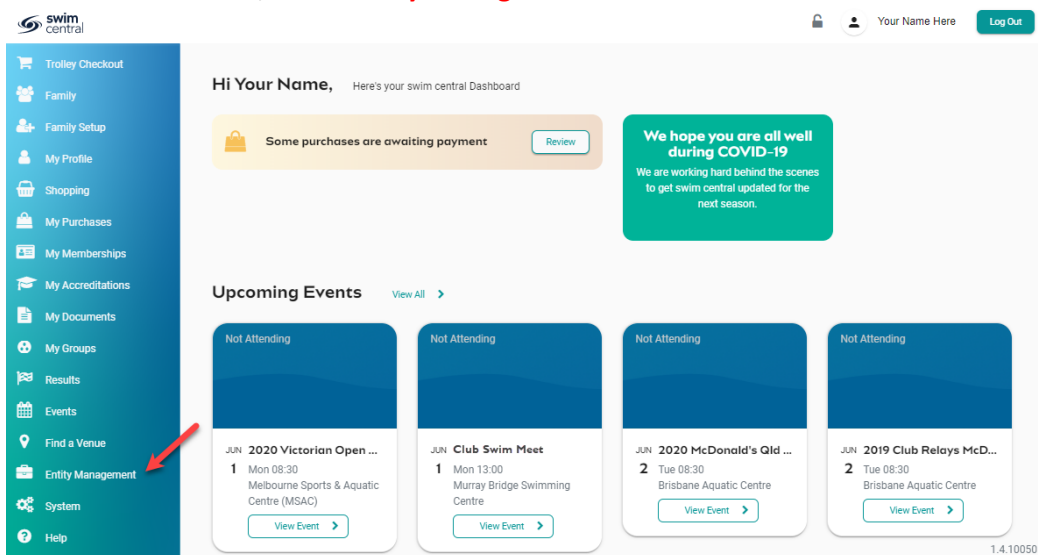 swim
central
Your Name Here
Log Out
Trolley Checkout
Family
Family Setup
My Profile
Shopping
My Purchases
My Memberships
My Accreditations
My Documents
My Groups
Results
Events
Find a Venue
Entity Management
System
Help
Hi Your Name, Here's your swim central Dashboard
Some purchases are awaiting payment
Review
We hope you are all well
during COVID-19
We are working hard behind the scenes
to get swim central updated for the
next season.
Upcoming Events View All
Not Attending
JUN 2020 Victorian Open ...
1 Mon 08:30
Melbourne Sports & Aquatic
Centre (MSAC)
View Event
Not Attending
JUN Club Swim Meet
1 Mon 13:00
Murray Bridge Swimming
Centre
View Event
Not Attending
JUN 2020 McDonald's Qld ...
2 Tue 08:30
Brisbane Aquatic Centre
View Event
Not Attending
JUN 2019 Club Relays McD...
2 Tue 08:30
Brisbane Aquatic Centre
View Event
1.4.10050